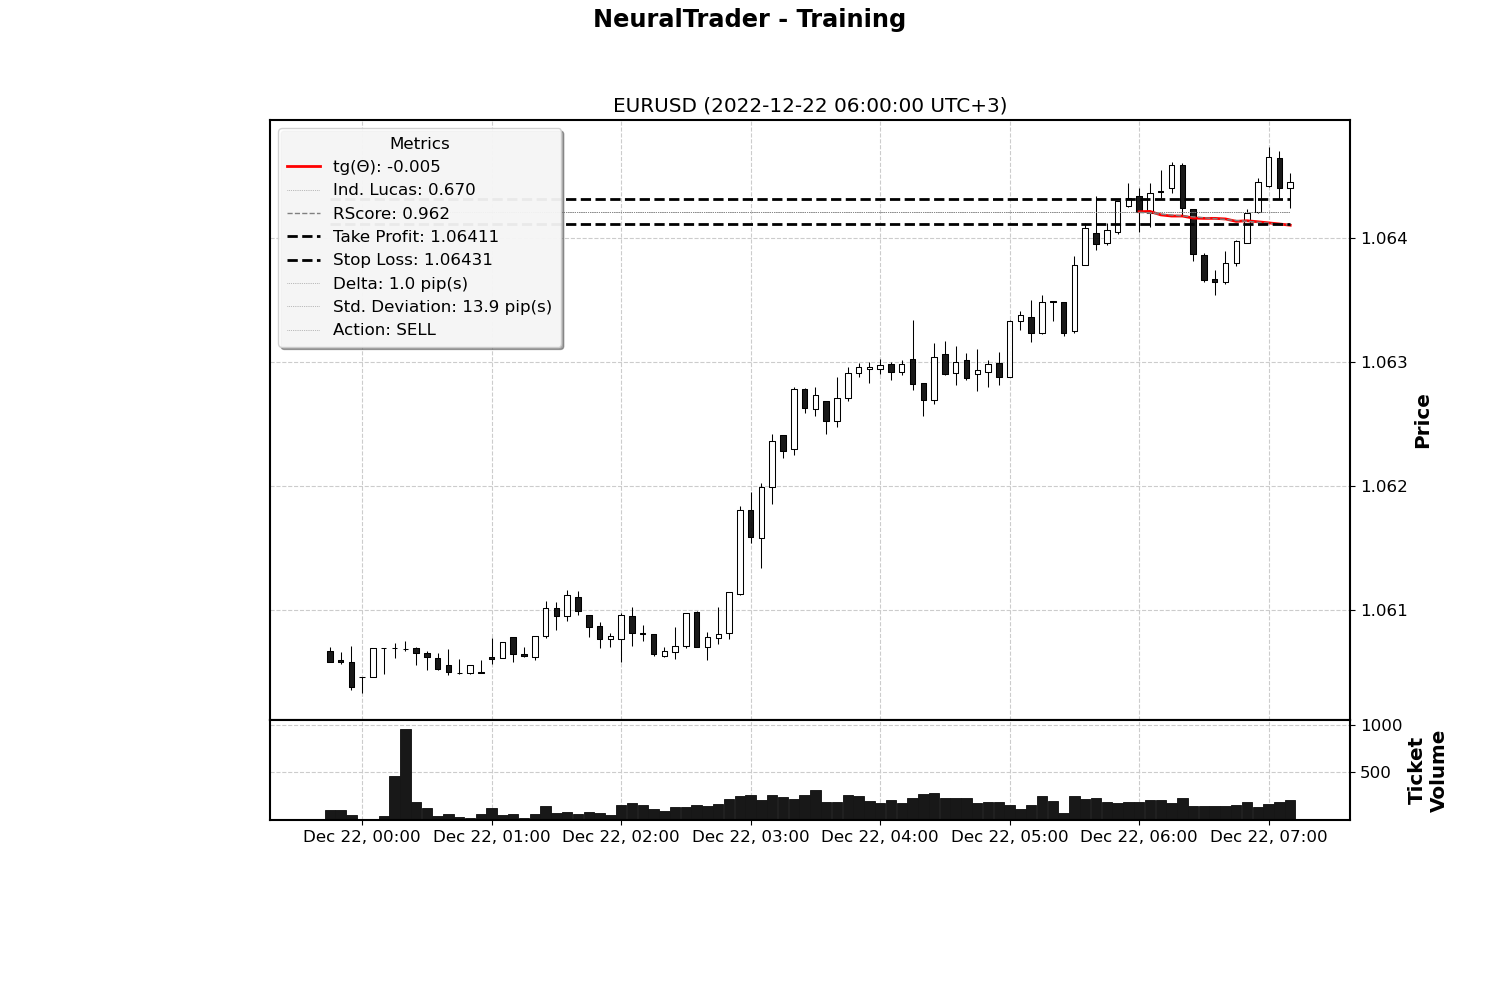 NeuralTrader - Training
EURUSD (2022-12-22 06:00:00 UTC+3)
Metrics
tg(Θ): -0.005
Ind. Lucas: 0.670
RScore: 0.962
Take Profit: 1.06411
Stop Loss: 1.06431
Delta: 1.0 pip(s)
Std. Deviation: 13.9 pip(s)
Action: SELL
1.064
1.063
1.062
1.061
Price
1000
500
Ticket
Volume
Dec 22, 00:00
Dec 22, 01:00
Dec 22, 02:00
Dec 22, 03:00
Dec 22, 04:00
Dec 22, 05:00
Dec 22, 06:00
Dec 22, 07:00